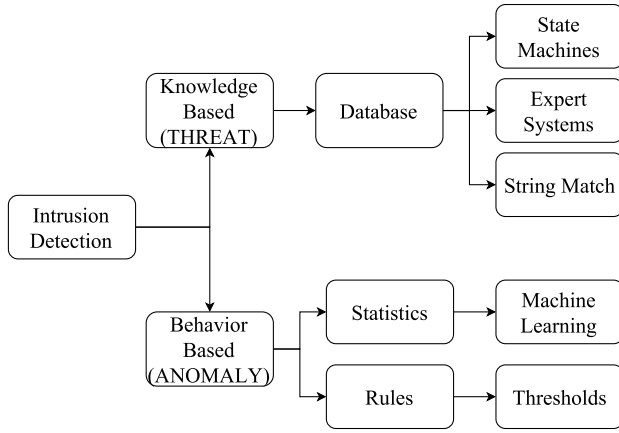 State
Machines
Knowledge
Based
(THREAT)
Database
Expert
Systems
String Match
Intrusion
Detection
Behavior
Based
(ANOMALY)
Statistics
Machine
Learning
Rules
Thresholds